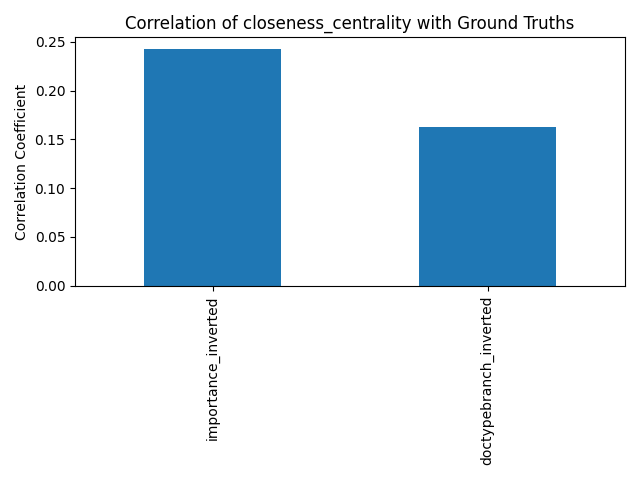 Correlation of closeness_centrality with Ground Truths
Correlation Coefficient
0.25
0.20
0.15
0.10
0.05
0.00
importance_inverted
doctypebranch_inverted